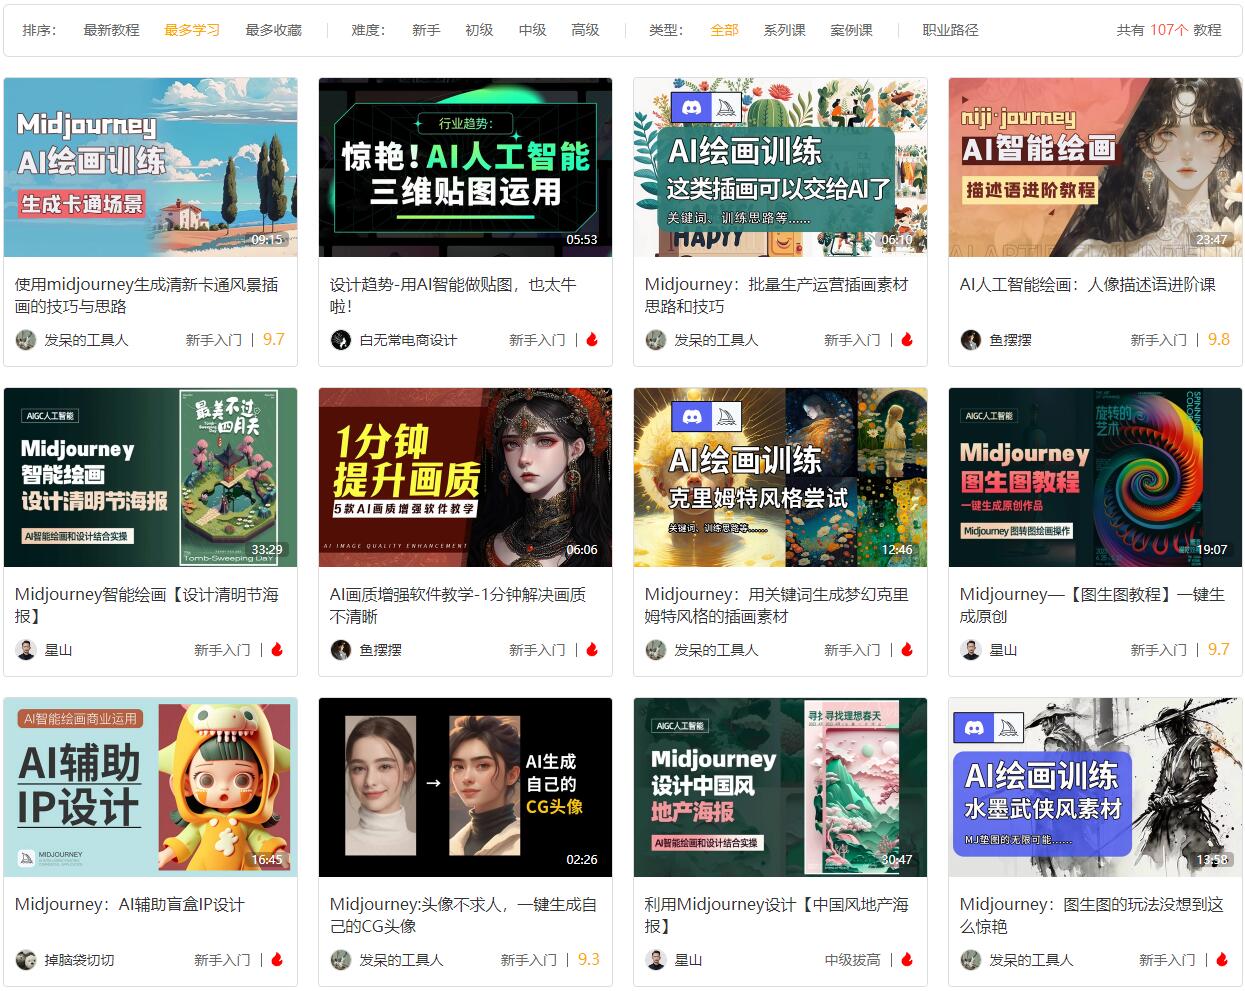 排序： 最新教程 最多学习 最多收藏 难度： 新手 初级 中级 高级 类型： 全部 系列课 案例课 职业路径 共有 107个 教程
Midjourney
AI绘画训练
生成卡通场景
09:15
使用midjourney生成清新卡通风景插
画的技巧与思路
发呆的工具人 新手入门 | 9.7
行业趋势：
惊艳！AI人工智能
三维贴图运用
05:53
设计趋势-用AI智能做贴图，也太牛
啦！
白无常电商设计 新手入门 |
AI绘画训练
这类插画可以交给AI了
关键词、训练思路等......
HAPPY
06:10
Midjourney：批量生产运营插画素材
思路和技巧
发呆的工具人 新手入门 |
niji·journey
AI智能绘画
描述语进阶教程
23:47
AI人工智能绘画：人像描述语进阶课
鱼摆摆 新手入门 | 9.8
AIGC人工智能
Midjourney
智能绘画
设计清明节海报
AI智能绘画和设计结合实操
最美不过
四月天
Tomb-Sweeping Day
33:29
Midjourney智能绘画【设计清明节海
报】
星山 新手入门 |
1分钟
提升画质
5款AI画质增强软件教学
AI IMAGE QUALITY ENHANCEMENT
06:06
AI画质增强软件教学-1分钟解决画质
不清晰
鱼摆摆 新手入门 |
AI绘画训练
克里姆特风格尝试
关键词、训练思路等......
12:46
Midjourney：用关键词生成梦幻克里
姆特风格的插画素材
发呆的工具人 新手入门 |
AIGC人工智能
Midjourney
图生图教程
一键生成原创作品
Midjourney 图转图绘画操作
旋转的
艺术
SPINNING
COLOR
19:07
Midjourney—【图生图教程】一键生
成原创
星山 新手入门 | 9.7
AI智能绘画商业运用
AI辅助
IP设计
MIDJOURNEY
16:45
Midjourney：AI辅助盲盒IP设计
掉脑袋切切 新手入门 |
→
AI生成
自己的
CG头像
02:26
Midjourney:头像不求人，一键生成自
己的CG头像
发呆的工具人 新手入门 | 9.3
AIGC人工智能
Midjourney
设计中国风
地产海报
AI智能绘画和设计结合实操
寻找理想春天
30:47
利用Midjourney设计【中国风地产海
报】
星山 中级拔高 |
AI绘画训练
水墨武侠风素材
MJ垫图的无限可能......
13:58
Midjourney：图生图的玩法没想到这
么惊艳
发呆的工具人 新手入门 |